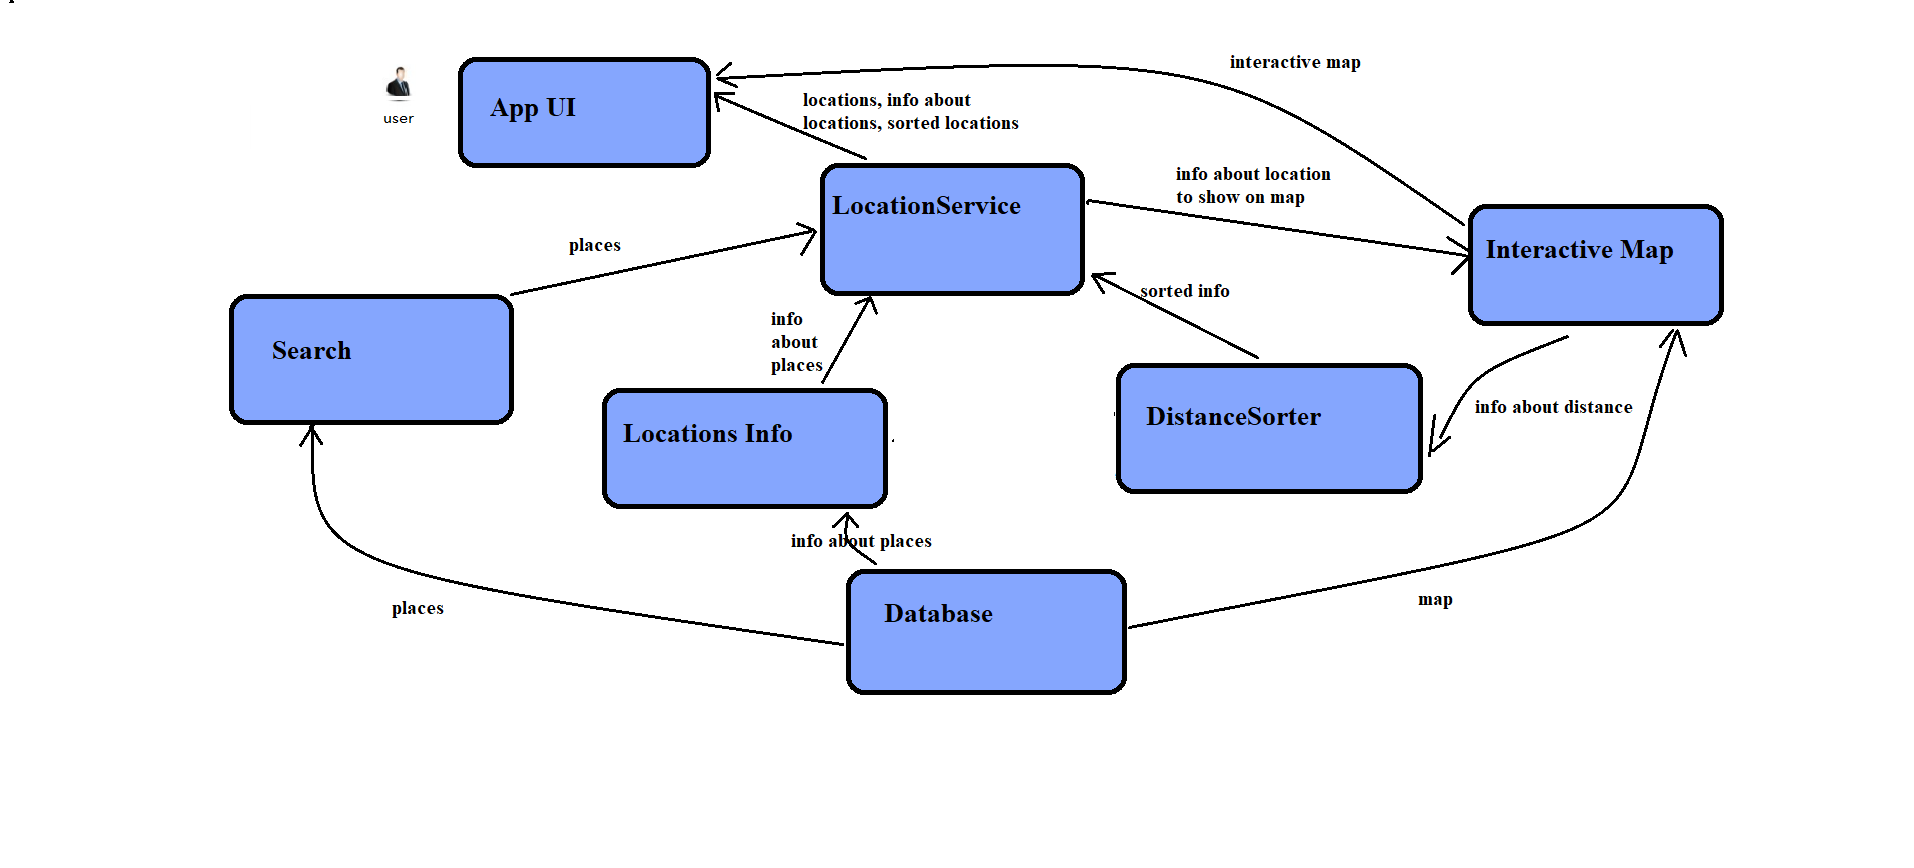 interactive map
App UI
user
locations, info about
locations, sorted locations
info about location
to show on map
LocationService
places
Interactive Map
sorted info
info
about
places
Search
info about distance
DistanceSorter
Locations Info
info about places
places
map
Database